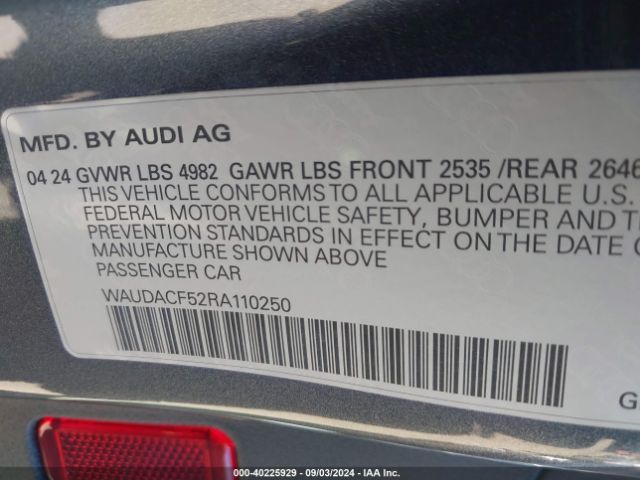 MFD. BY AUDI AG
04 24 GVWR LBS 4982 GAWR LBS FRONT 2535 /REAR 2646
THIS VEHICLE CONFORMS TO ALL APPLICABLE U.S.
FEDERAL MOTOR VEHICLE SAFETY, BUMPER AND
PREVENTION STANDARDS IN EFFECT ON THE DATE
MANUFACTURE SHOWN ABOVE
PASSENGER CAR
WAUDACF52RA110250
000-40225929 - 09/03/2024 - IAA Inc.